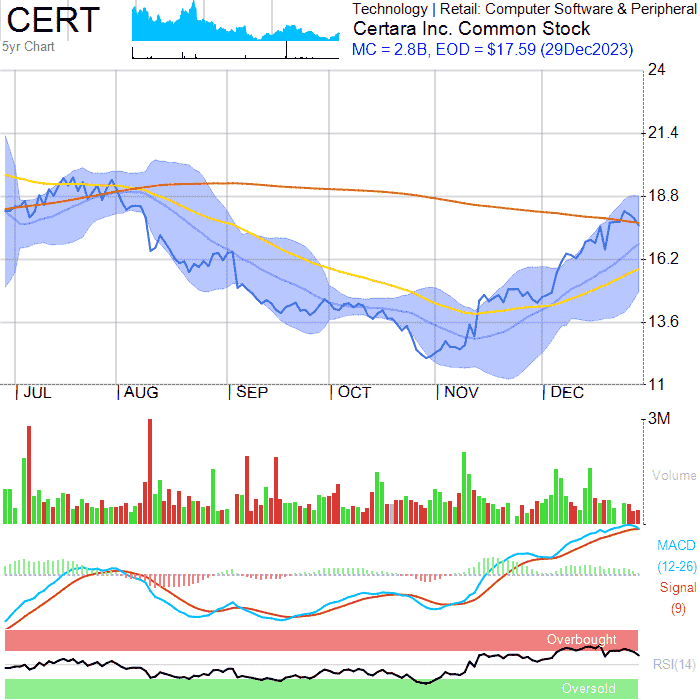 CERT
5yr Chart
Technology | Retail: Computer Software & Peripheral
Certara Inc. Common Stock
MC = 2.8B, EOD = $17.59 (29Dec2023)
24
21.4
18.8
16.2
13.6
11
JUL AUG SEP OCT NOV DEC
3M
Volume
MACD
(12-26)
Signal
(9)
Overbought
RSI(14)
Oversold